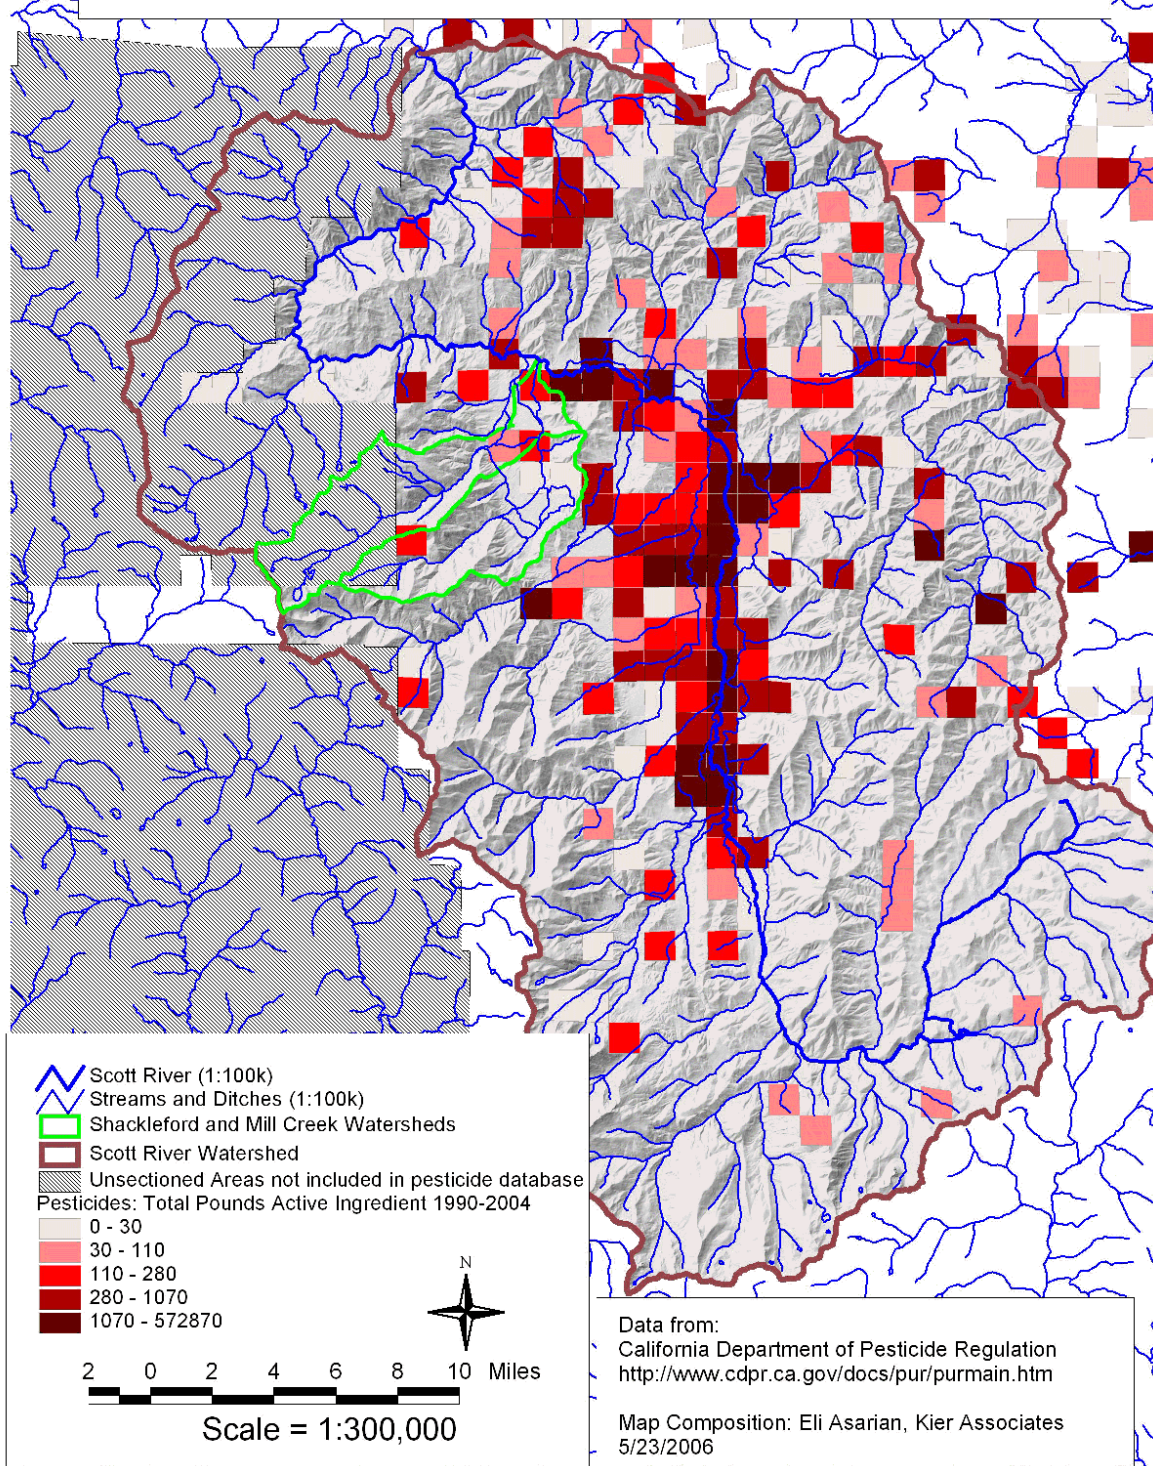 Scott River (1:100k)
Streams and Ditches (1:100k)
Shackleford and Mill Creek Watersheds
Scott River Watershed
Unsectioned Areas not included in pesticide database
Pesticides: Total Pounds Active Ingredient 1990-2004
0 - 30
30 - 110
110 - 280
280 - 1070
1070 - 572870
N
2 0 2 4 6 8 10 Miles
Scale = 1:300,000
Data from:
California Department of Pesticide Regulation
http://www.cdpr.ca.gov/docs/pur/purmain.htm
Map Composition: Eli Asarian, Kier Associates
5/23/2006